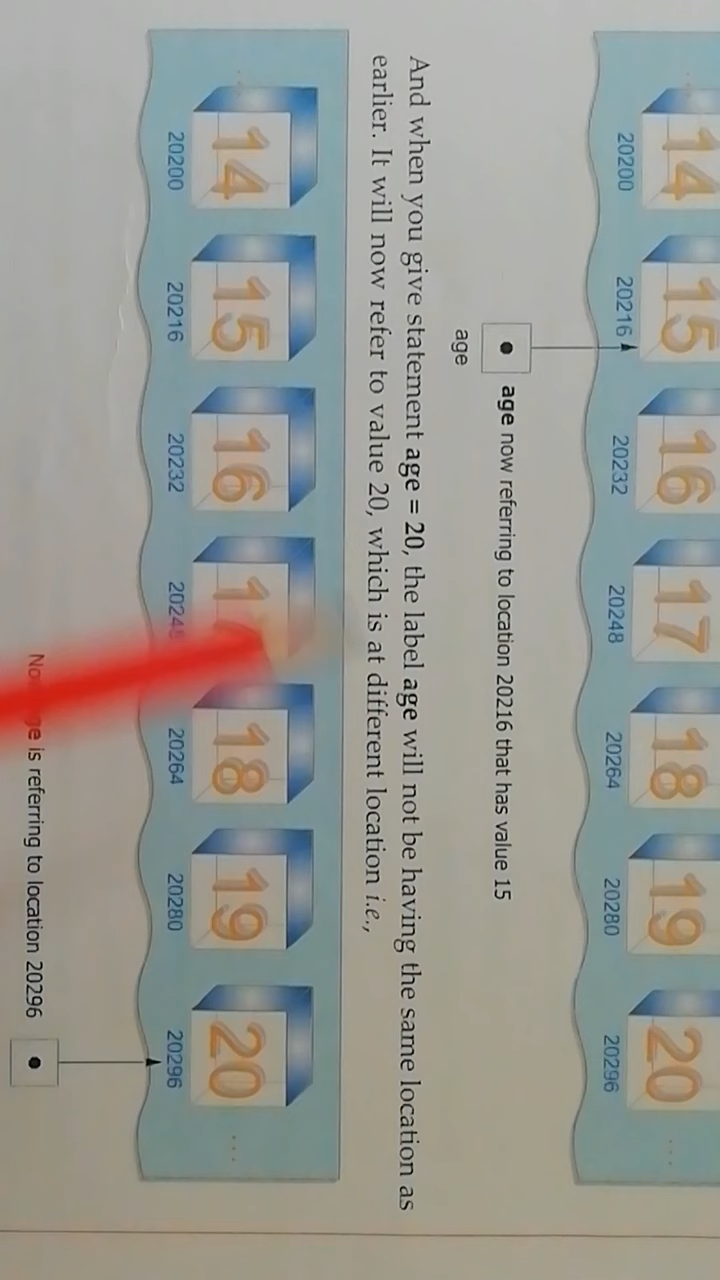 14 15 16 17 18 19 20 ...
20200 20216 20232 20248 20264 20280 20296
age now referring to location 20216 that has value 15
age
And when you give statement age = 20, the label age will not be having the same location as
earlier. It will now refer to value 20, which is at different location i.e.,
14 15 16 18 19 20 ...
20200 20216 20232 20264 20280 20296
is referring to location 20296